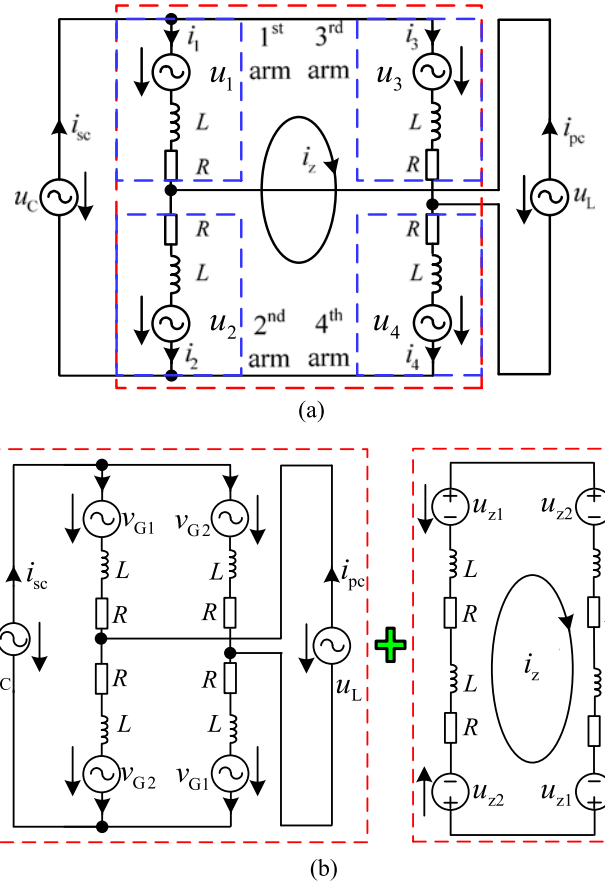 i1 1st 3rd i3
u1 arm arm u3
L L
isc ipc
R iz R
uC uL
R R
L L
u2 2nd 4th u4
i2 arm arm i4
(a)
vG1 vG2 uz1 uz2
isc L L ipc L
R R R
C uL iz
R R L
L L R
vG2 vG1 uz2 uz1
(b)